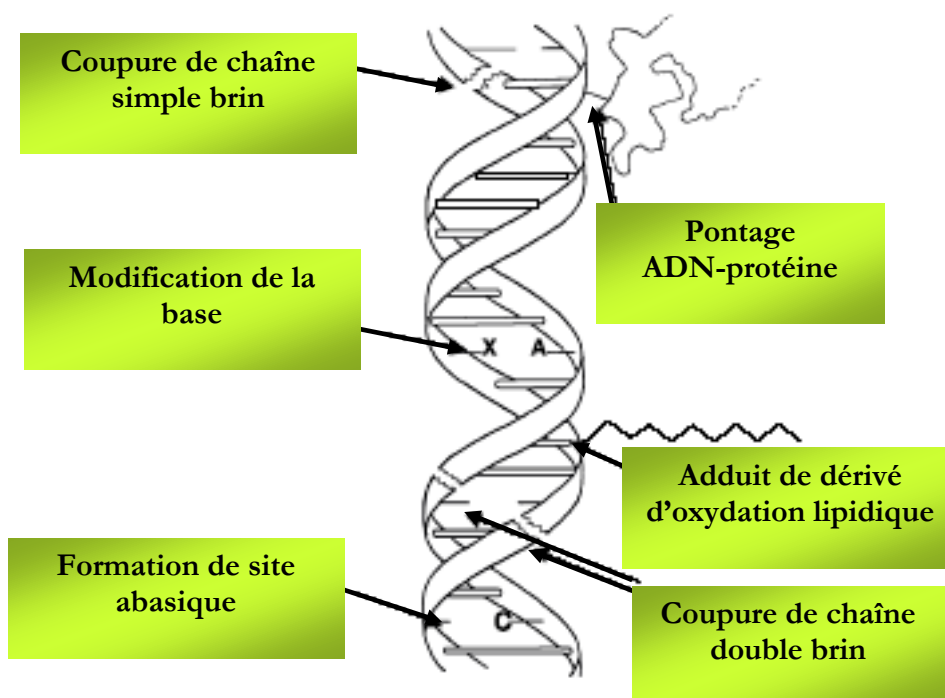 Coupure de chaîne
simple brin
Pontage
ADN-protéine
Modification de la
base
X A
Adduit de dérivé
d'oxydation lipidique
Formation de site
abasique
C
Coupure de chaîne
double brin